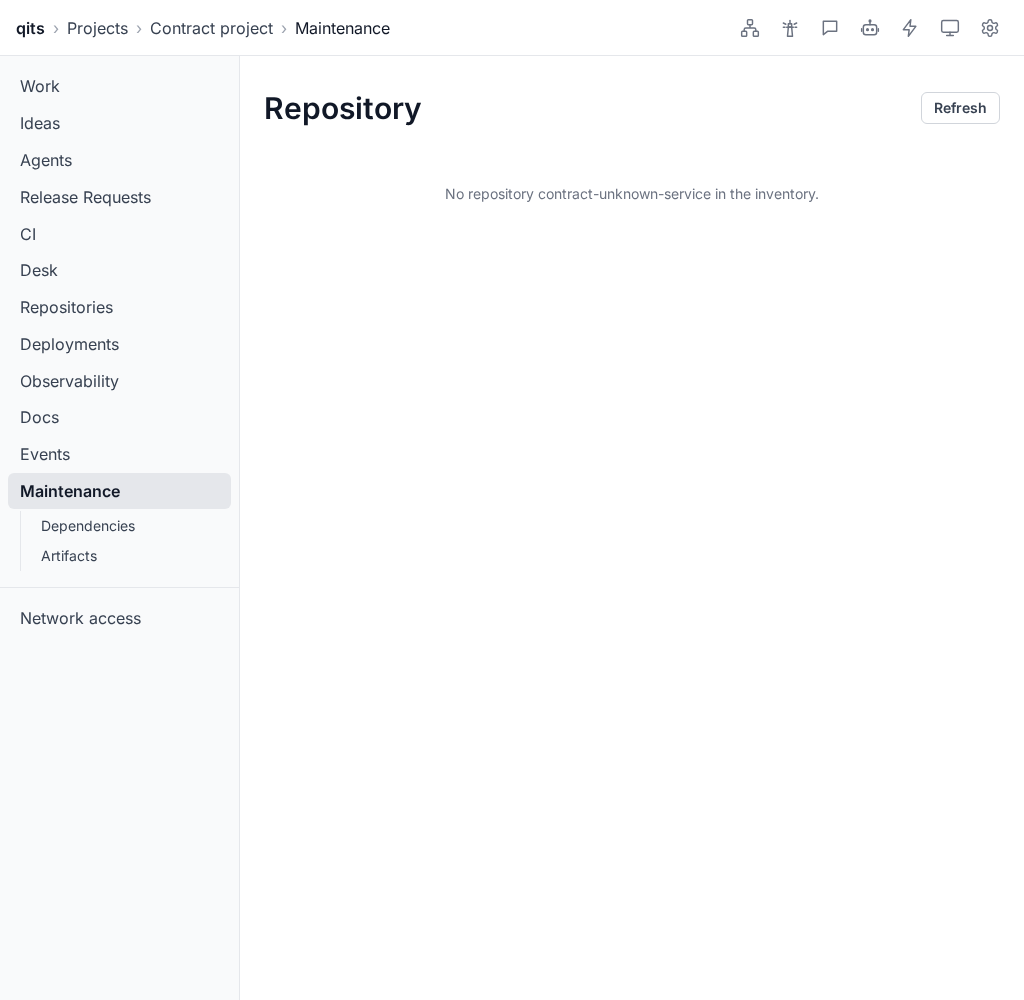 qits › Projects › Contract project › Maintenance
Work
Ideas
Agents
Release Requests
CI
Desk
Repositories
Deployments
Observability
Docs
Events
Maintenance
Dependencies
Artifacts
Network access
Repository
Refresh
No repository contract-unknown-service in the inventory.